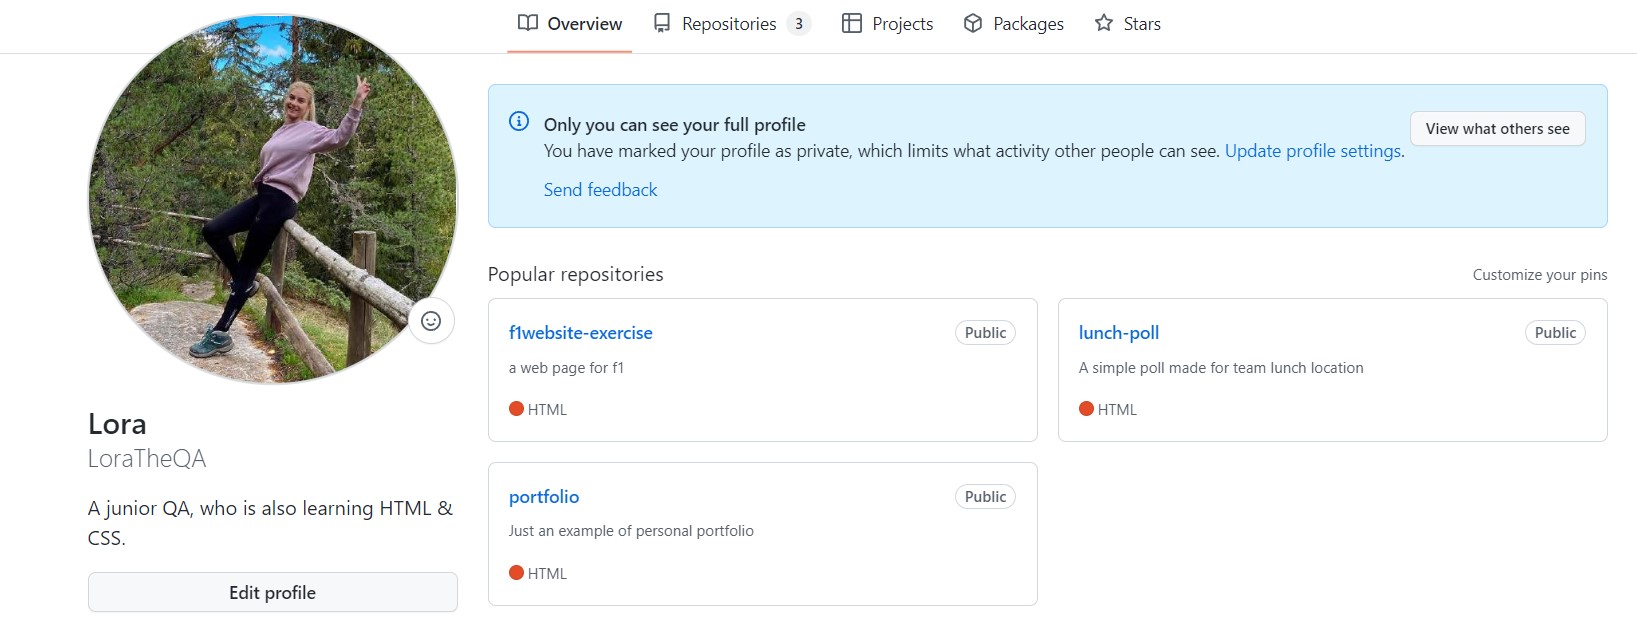 Overview Repositories 3 Projects Packages Stars
Only you can see your full profile
View what others see
You have marked your profile as private, which limits what activity other people can see. Update profile settings.
Send feedback
Popular repositories
Customize your pins
f1website-exercise Public
a web page for f1
HTML
lunch-poll Public
A simple poll made for team lunch location
HTML
portfolio Public
Just an example of personal portfolio
HTML
Lora
LoraTheQA
A junior QA, who is also learning HTML &
CSS.
Edit profile